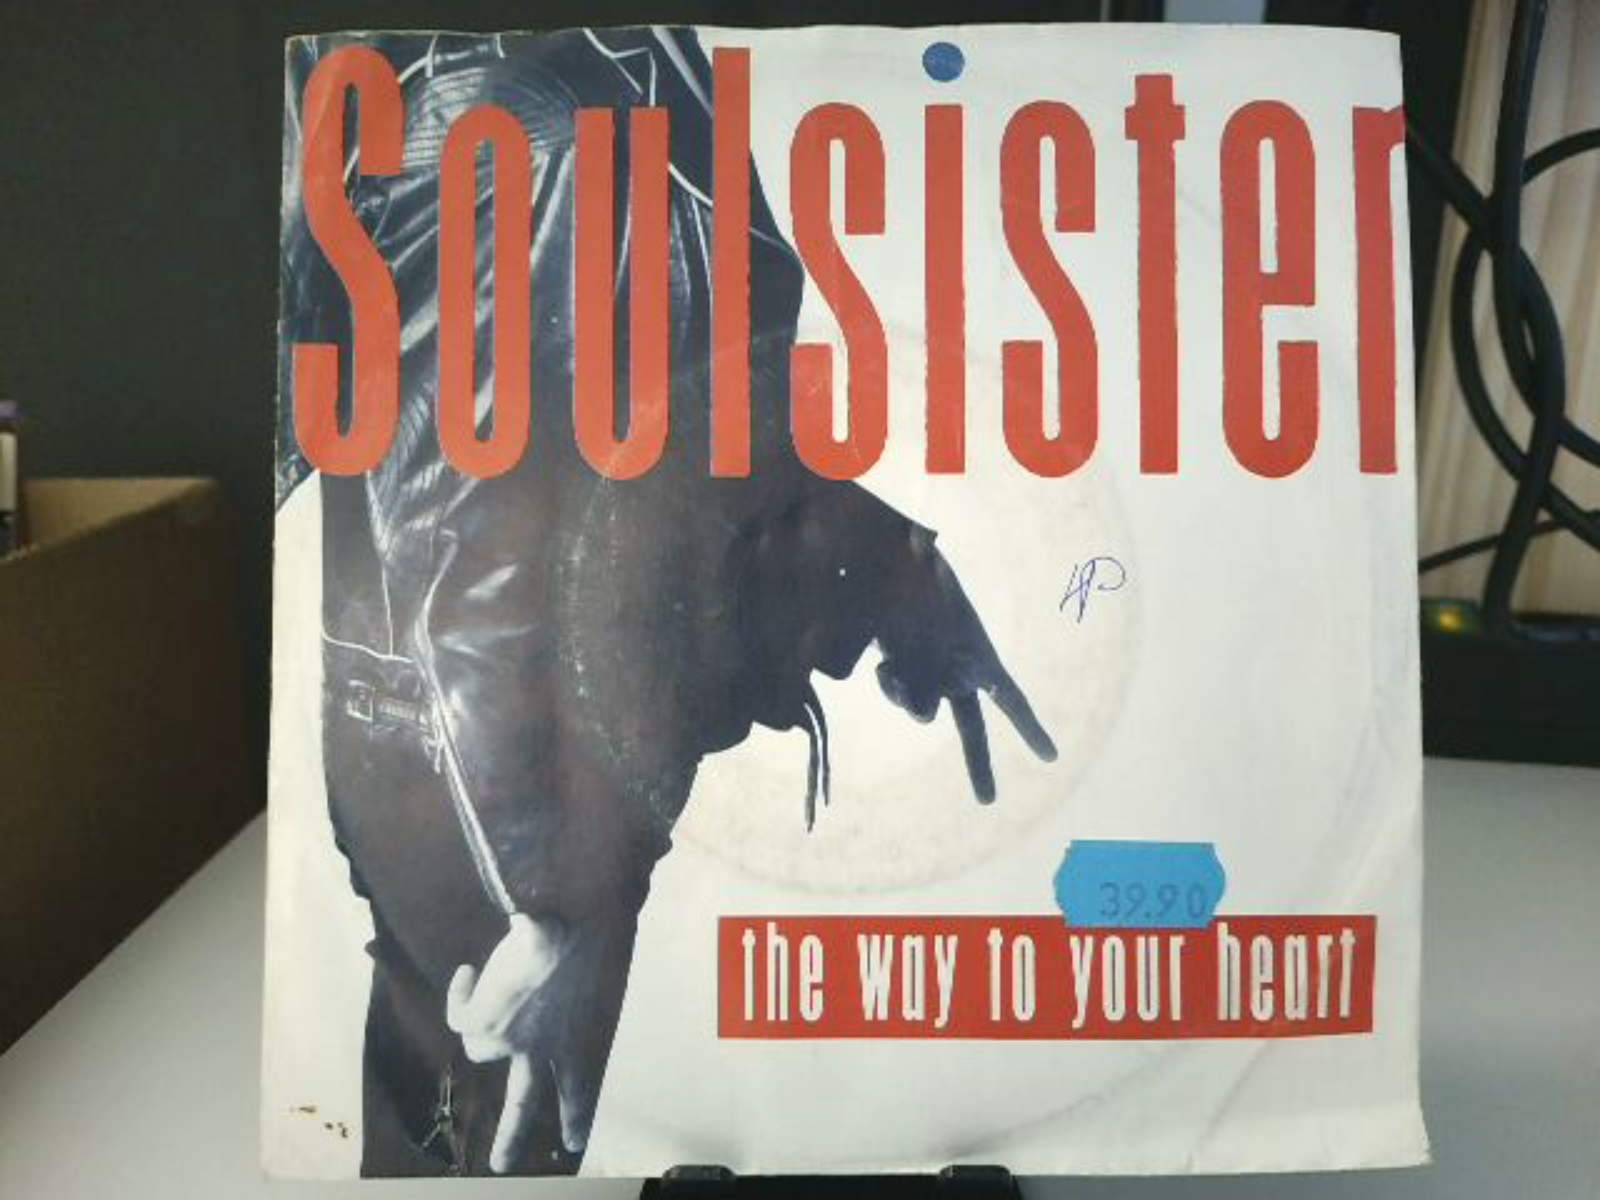 Soulsister
39.90
the way to your heart